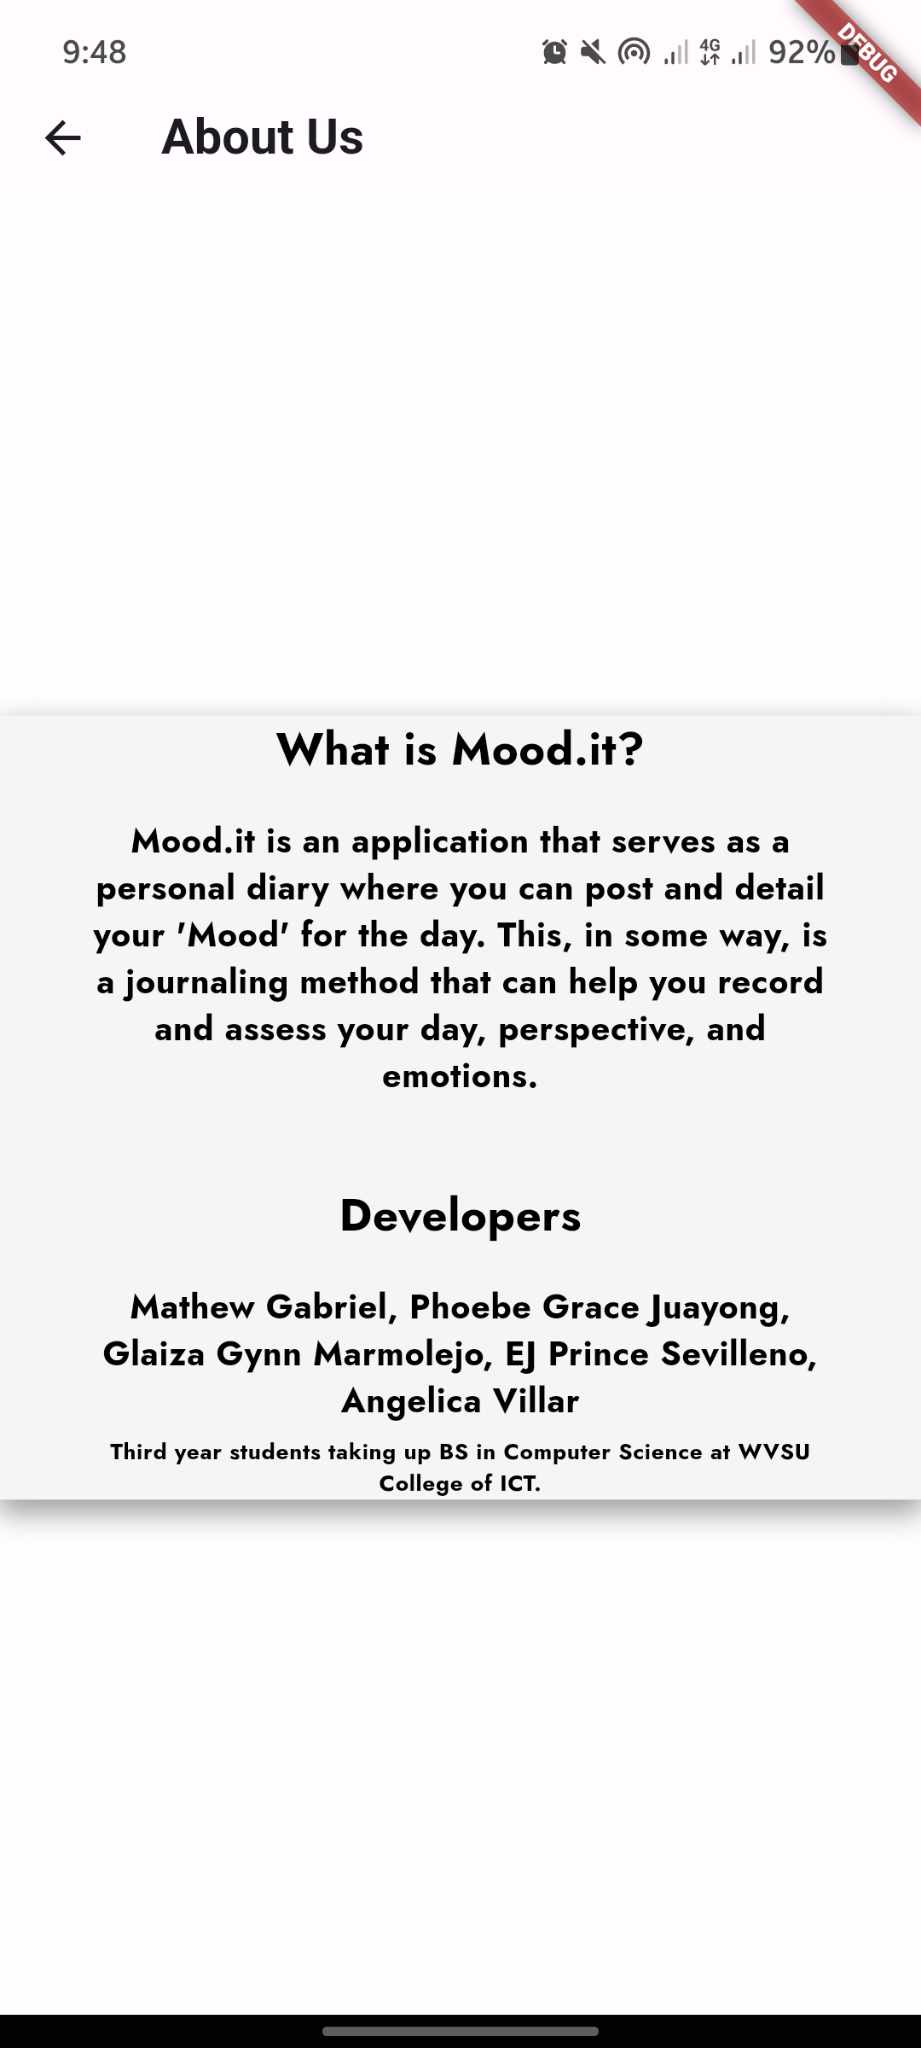 9:48
4G
92%
DEBUG
About Us
What is Mood.it?
Mood.it is an application that serves as a
personal diary where you can post and detail
your 'Mood' for the day. This, in some way, is
a journaling method that can help you record
and assess your day, perspective, and
emotions.
Developers
Mathew Gabriel, Phoebe Grace Juayong,
Glaiza Gynn Marmolejo, EJ Prince Sevilleno,
Angelica Villar
Third year students taking up BS in Computer Science at WVSU
College of ICT.